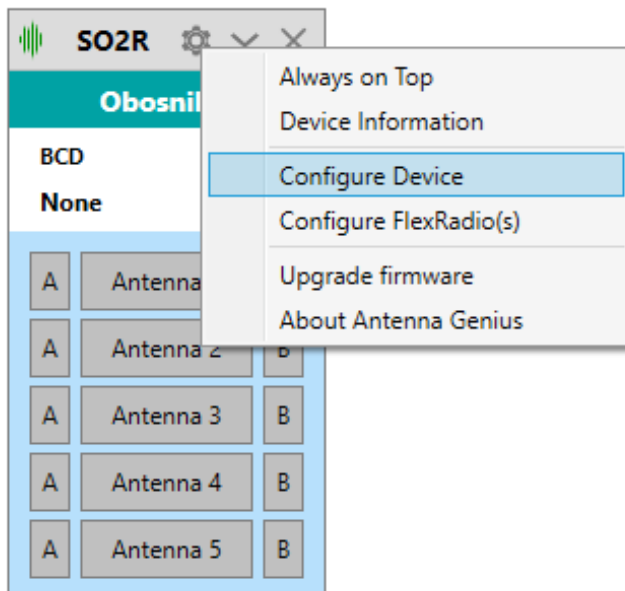 SO2R
Always on Top
Device Information
Configure Device
Configure FlexRadio(s)
Upgrade firmware
About Antenna Genius
BCD
None
A Antenna
A Antenna 2 B
A Antenna 3 B
A Antenna 4 B
A Antenna 5 B